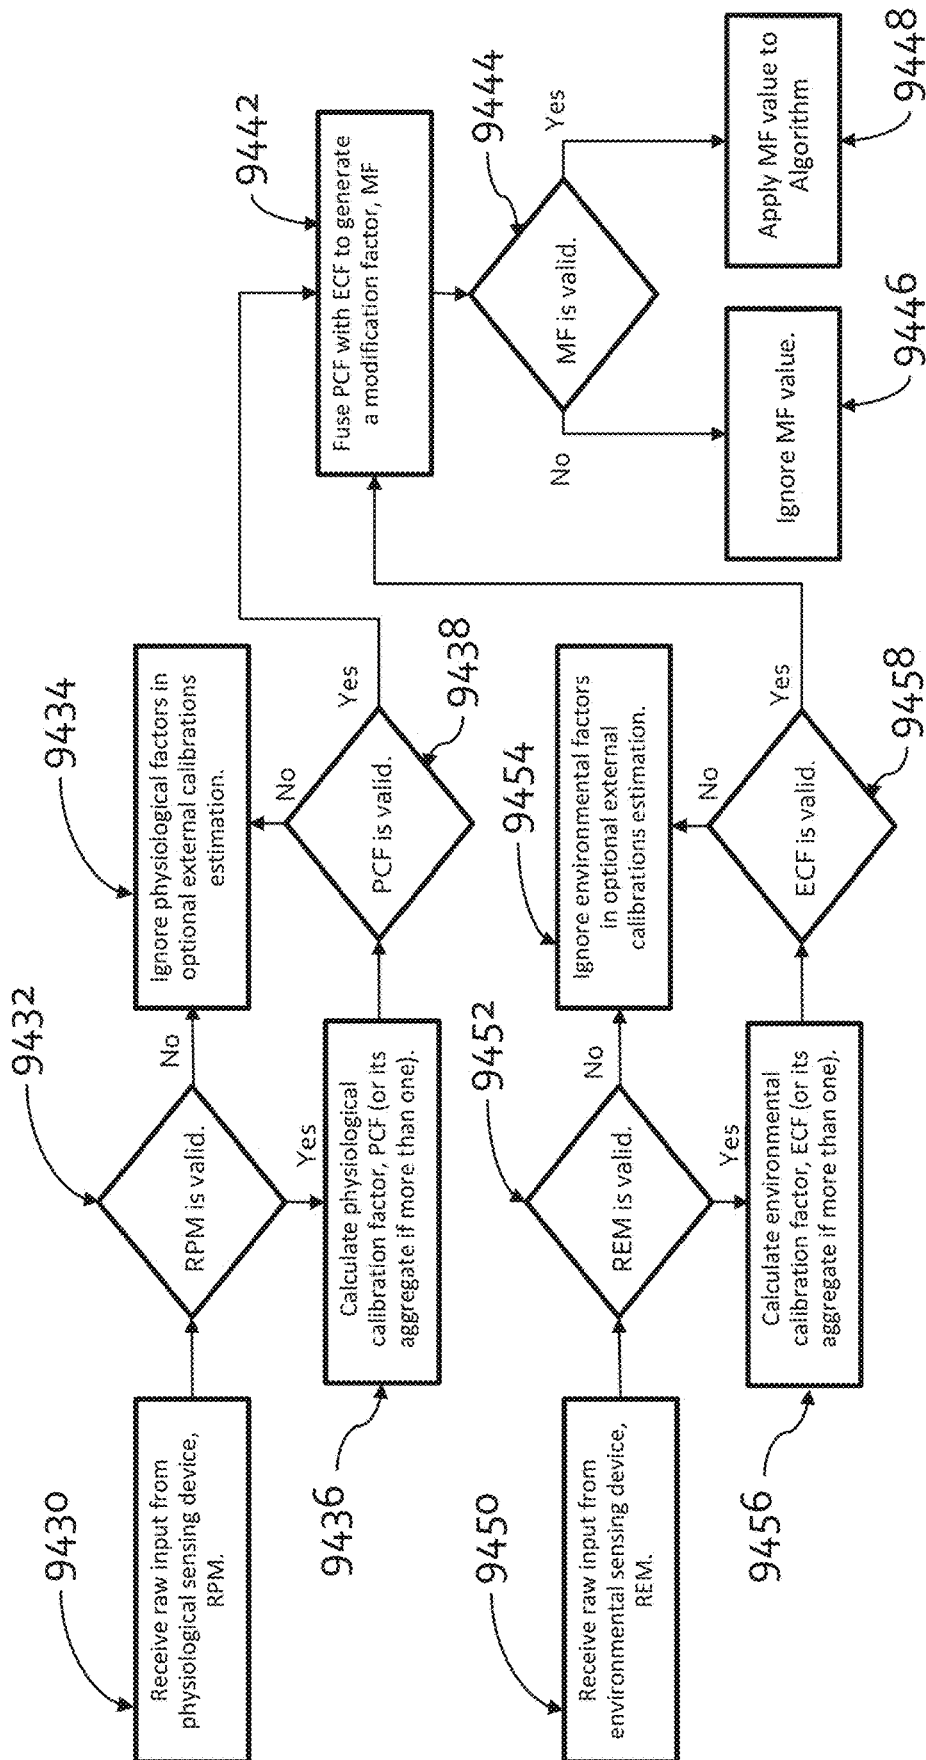 9430
Receive raw input from
physiological sensing device,
RPM.
9432
RPM is valid.
No
Yes
9434
Ignore physiological factors in
optional external calibrations
estimation.
9436
Calculate physiological
calibration factor, PCF (or its
aggregate if more than one).
No
PCF is valid.
Yes
9438
9442
Fuse PCF with ECF to generate
a modification factor, MF
9444
MF is valid.
No
Yes
Ignore MF value.
9446
Apply MF value to
Algorithm
9448
9450
Receive raw input from
environmental sensing device,
REM.
9452
REM is valid.
No
Yes
9454
Ignore environmental factors
in optional external
calibrations estimation.
9456
Calculate environmental
calibration factor, ECF (or its
aggregate if more than one).
No
ECF is valid.
Yes
9458